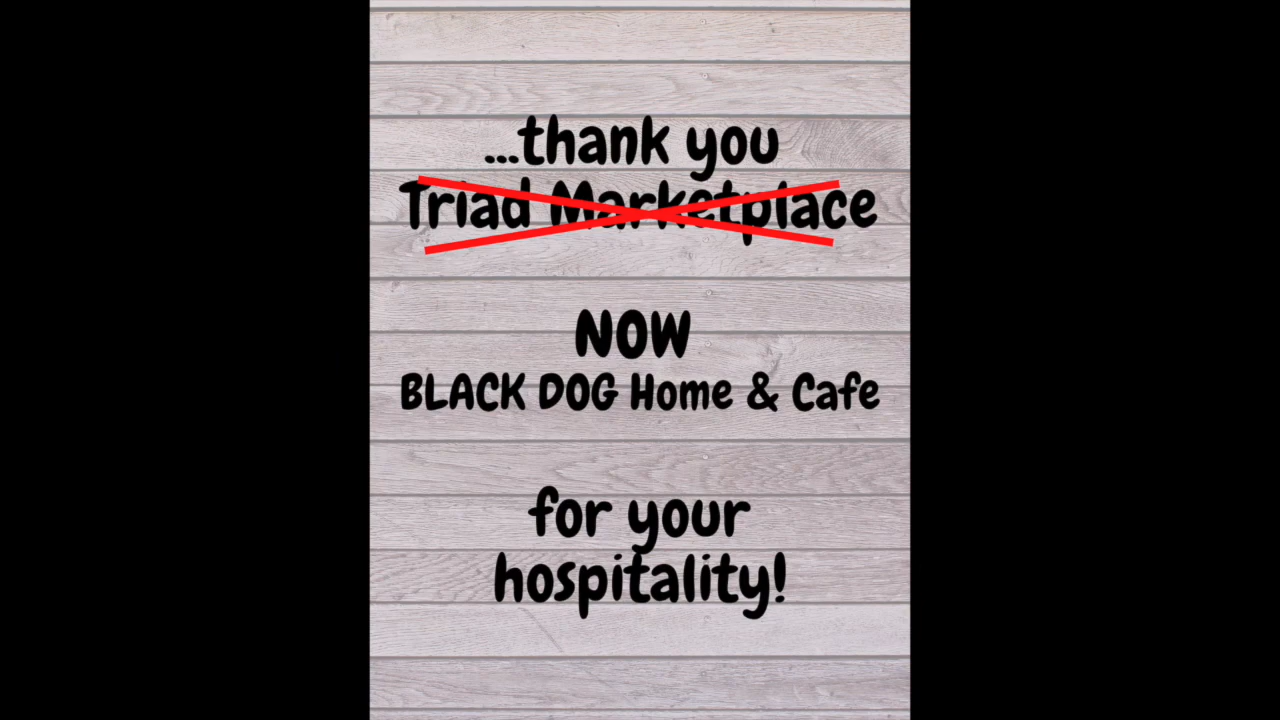 ...thank you
Triad Marketplace
NOW
BLACK DOG Home & Cafe
for your
hospitality!